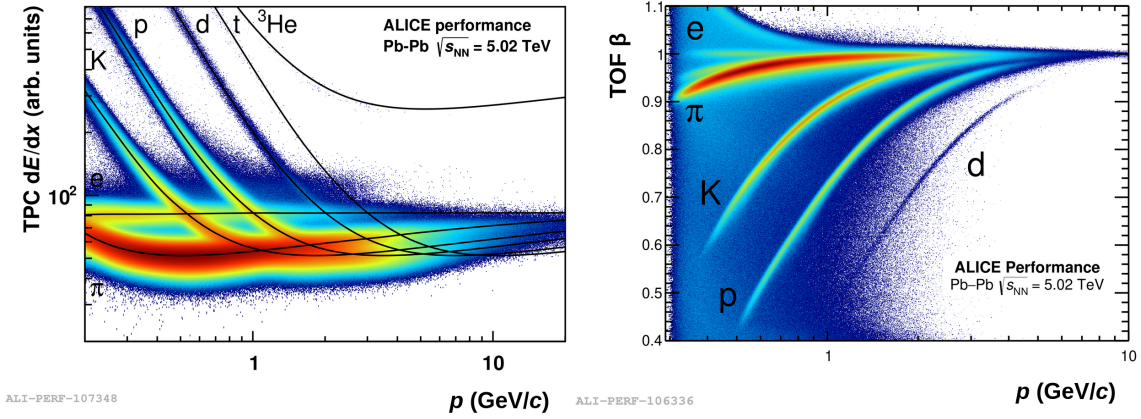 TPC dE/dx (arb. units)
10²
p d t ³He
K
e
π
ALICE performance
Pb-Pb √sNN = 5.02 TeV
1 10
p (GeV/c)
ALI-PERF-107348
TOF β
1.1
1
0.9
0.8
0.7
0.6
0.5
0.4
e
π
K
p
d
ALICE Performance
Pb–Pb √sNN = 5.02 TeV
1 10
p (GeV/c)
ALI-PERF-106336